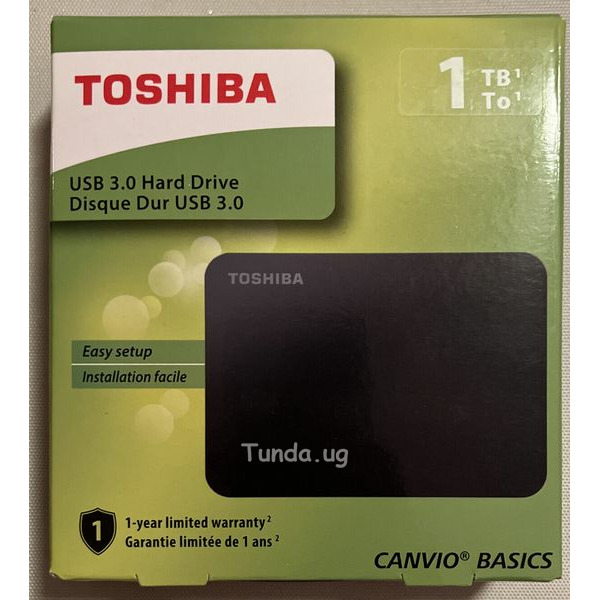 TOSHIBA
1 TB¹
To¹
USB 3.0 Hard Drive
Disque Dur USB 3.0
TOSHIBA
Easy setup
Installation facile
Tunda.ug
1
1-year limited warranty²
Garantie limitée de 1 ans²
CANVIO® BASICS